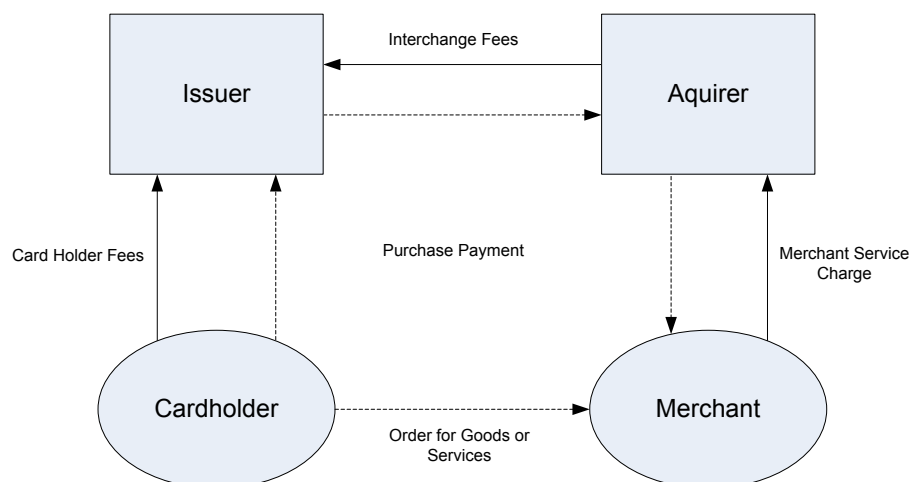 Interchange Fees
Issuer
Aquirer
Card Holder Fees
Purchase Payment
Merchant Service
Charge
Cardholder
Merchant
Order for Goods or
Services